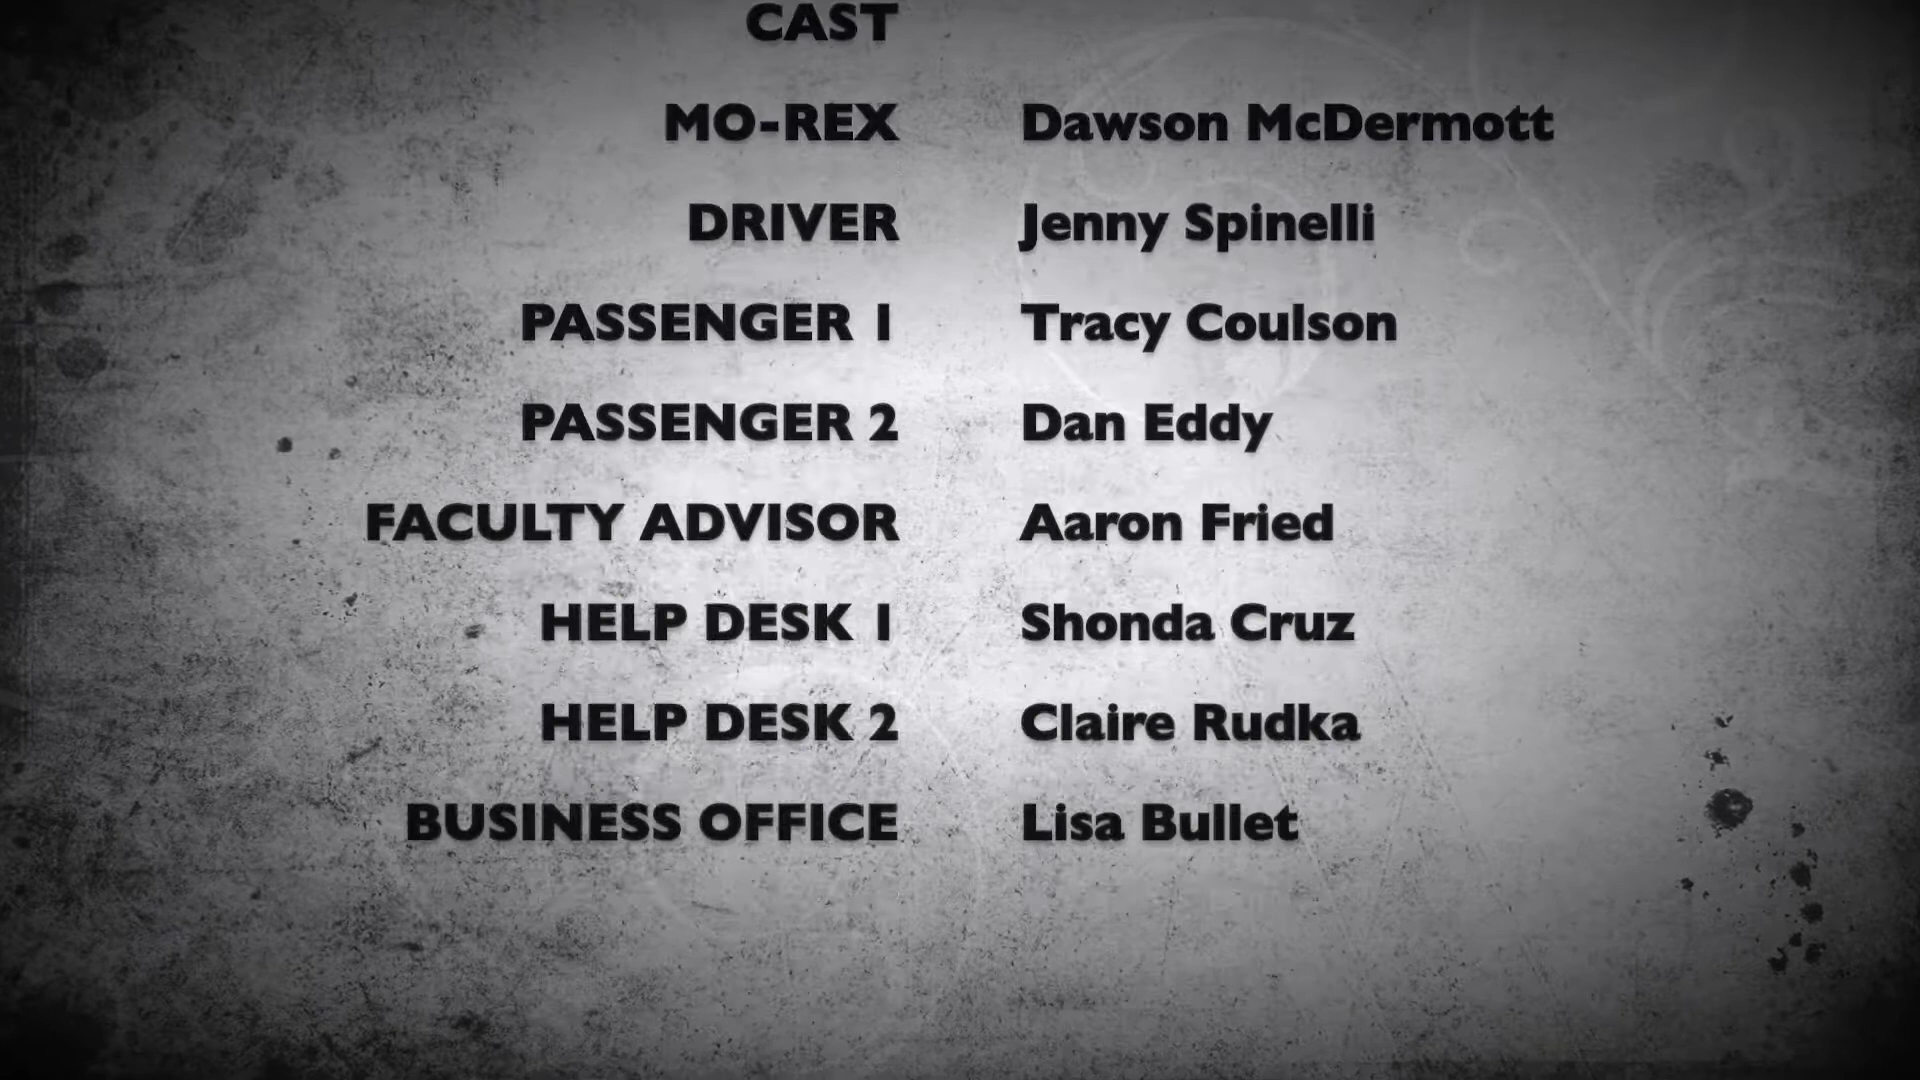 CAST
MO-REX Dawson McDermott
DRIVER Jenny Spinelli
PASSENGER 1 Tracy Coulson
PASSENGER 2 Dan Eddy
FACULTY ADVISOR Aaron Fried
HELP DESK 1 Shonda Cruz
HELP DESK 2 Claire Rudka
BUSINESS OFFICE Lisa Bullet